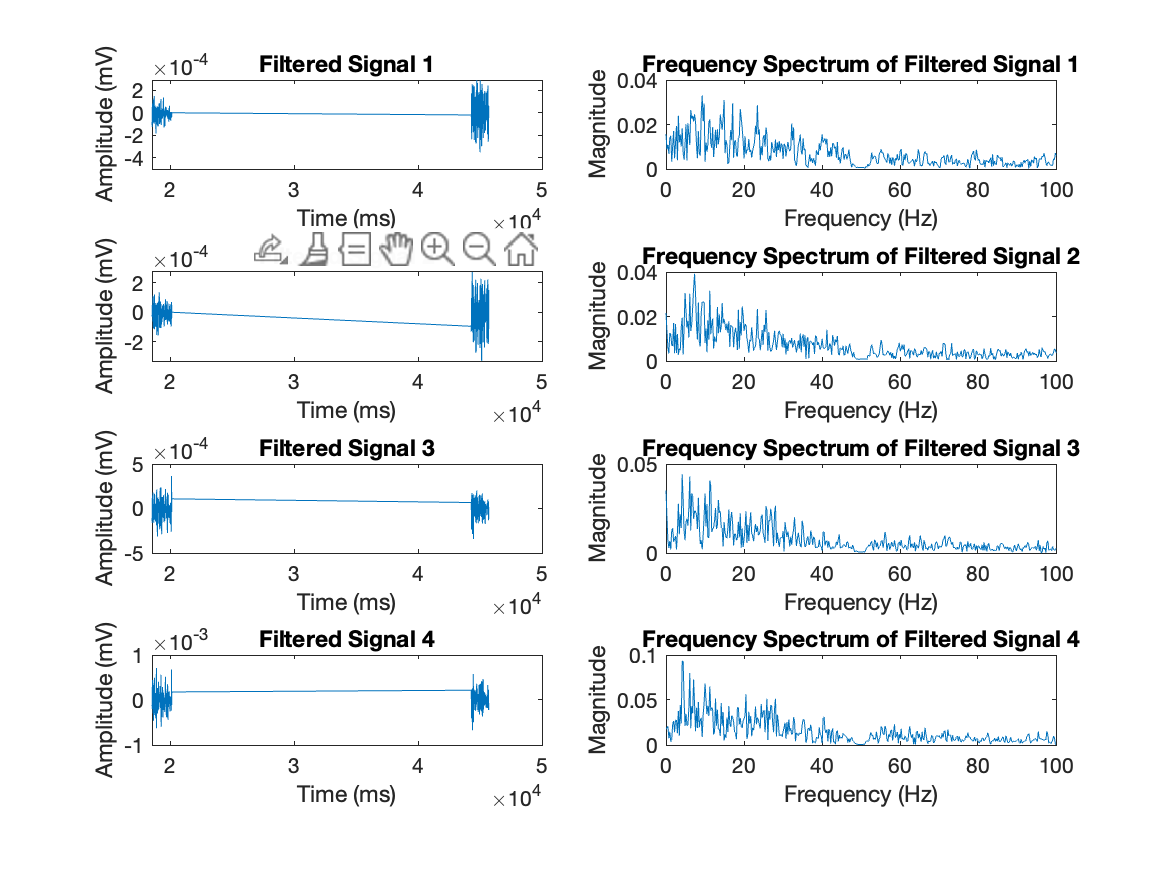 Filtered Signal 1
×10⁻⁴
Amplitude (mV)
2
0
-2
-4
2 3 4 5
Time (ms)
×10⁴
Frequency Spectrum of Filtered Signal 1
Magnitude
0.04
0.02
0
0 20 40 60 80 100
Frequency (Hz)
×10⁻⁴
Amplitude (mV)
2
0
-2
2 3 4 5
Time (ms)
×10⁴
Frequency Spectrum of Filtered Signal 2
Magnitude
0.04
0.02
0
0 20 40 60 80 100
Frequency (Hz)
Filtered Signal 3
×10⁻⁴
Amplitude (mV)
5
0
-5
2 3 4 5
Time (ms)
×10⁴
Frequency Spectrum of Filtered Signal 3
Magnitude
0.05
0
0 20 40 60 80 100
Frequency (Hz)
Filtered Signal 4
×10⁻³
Amplitude (mV)
1
0
-1
2 3 4 5
Time (ms)
×10⁴
Frequency Spectrum of Filtered Signal 4
Magnitude
0.1
0.05
0
0 20 40 60 80 100
Frequency (Hz)